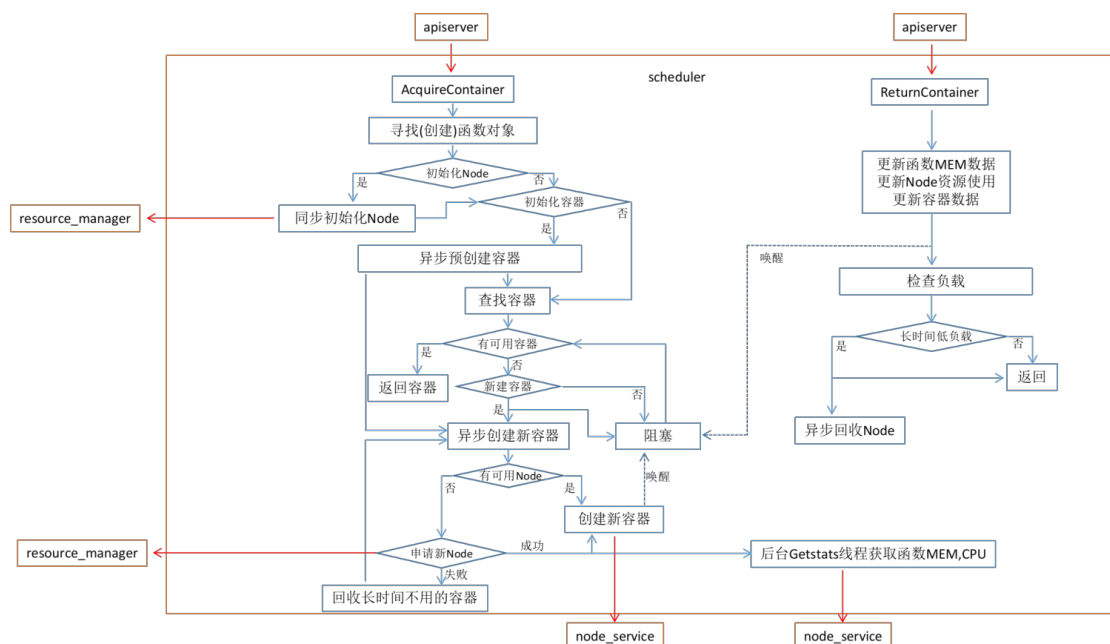 apiserver
apiserver
scheduler
AcquireContainer
ReturnContainer
寻找(创建)函数对象
初始化Node
是
否
更新函数MEM数据
更新Node资源使用
更新容器数据
resource_manager
同步初始化Node
初始化容器
否
是
异步预创建容器
唤醒
检查负载
查找容器
有可用容器
是
否
长时间低负载
是
否
返回容器
新建容器
否
是
返回
异步创建新容器
阻塞
异步回收Node
有可用Node
否
是
唤醒
创建新容器
resource_manager
申请新Node
成功
后台Getstats线程获取函数MEM,CPU
失败
回收长时间不用的容器
node_service
node_service